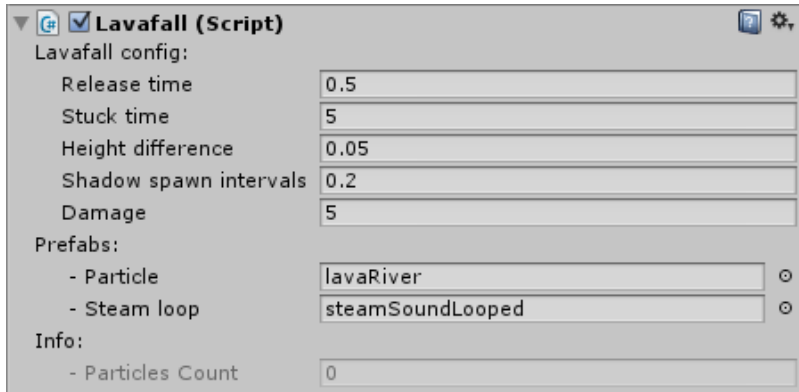 Lavafall (Script)
Lavafall config:
Release time 0.5
Stuck time 5
Height difference 0.05
Shadow spawn intervals 0.2
Damage 5
Prefabs:
- Particle lavaRiver
- Steam loop steamSoundLooped
Info:
- Particles Count 0